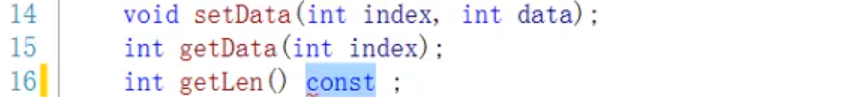 14 void setData(int index, int data);
15 int getData(int index);
16 int getLen() const ;